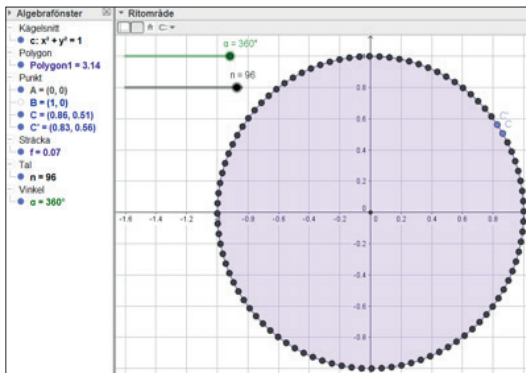 Algebrafönster
Kägelsnitt
c: x² + y² = 1
Polygon
Polygon1 = 3.14
Punkt
A = (0, 0)
B = (1, 0)
C = (0.86, 0.51)
C' = (0.83, 0.56)
Sträcka
f = 0.07
Tal
n = 96
Vinkel
α = 360°
Ritområde
α = 360°
n = 96
C'
C
1
0.8
0.6
0.4
0.2
0
-1.6 -1.4 -1.2 -1 -0.8 -0.6 -0.4 -0.2 0 0.2 0.4 0.6 0.8
-0.2
-0.4
-0.6
-0.8